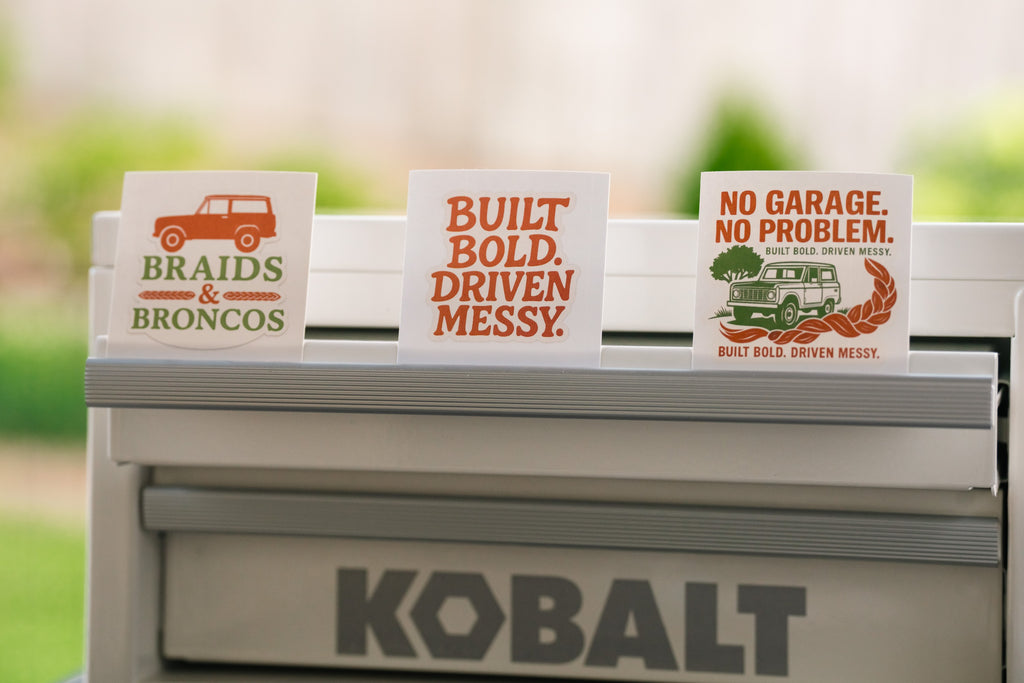 BRAIDS
&
BRONCOS
BUILT
BOLD.
DRIVEN
MESSY.
NO GARAGE.
NO PROBLEM.
BUILT BOLD. DRIVEN MESSY.
BUILT BOLD. DRIVEN MESSY.
KOBALT